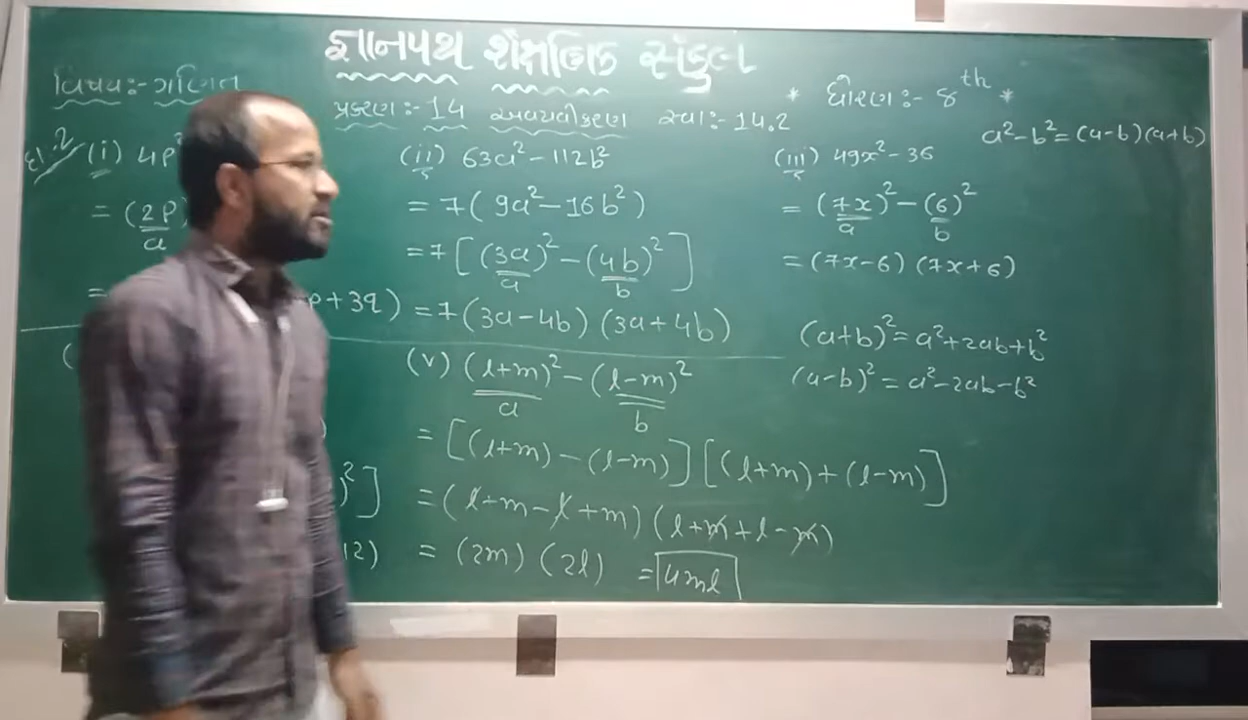 જ્ઞાનપથ શૈક્ષણિક સંકુલ
વિષય:- ગણિત
પ્રકરણ:- 14 અવયવીકરણ સ્વા:- 14.2
* ધોરણ:- 8th *
a²-b²=(a-b)(a+b)
દા.2 (i) 4p²
= (2p)
a
=
p+3q)
(ii) 63a²-112b²
= 7(9a²-16b²)
=7[(3a)²-(4b)²]
a b
=7(3a-4b)(3a+4b)
(iii) 49x²-36
= (7x)²-(6)²
a b
=(7x-6)(7x+6)
(a+b)²=a²+2ab+b²
(a-b)²=a²-2ab-b²
(
)
)²]
12)
(v) (l+m)²-(l-m)²
a b
= [(l+m)-(l-m)][(l+m)+(l-m)]
=(l+m-l+m)(l+m+l-m)
= (2m)(2l) =4ml